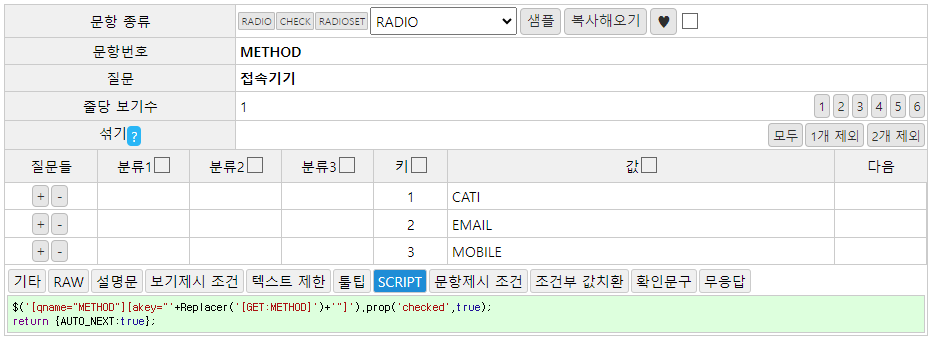 문항 종류 RADIO CHECK RADIOSET RADIO 샘플 복사해오기 ♥
문항번호 METHOD
질문 접속기기
줄당 보기수 1 1 2 3 4 5 6
섞기 ? 모두 1개 제외 2개 제외
질문들 분류1 분류2 분류3 키 값 다음
+ - 1 CATI
+ - 2 EMAIL
+ - 3 MOBILE
기타 RAW 설명문 보기제시 조건 텍스트 제한 툴팁 SCRIPT 문항제시 조건 조건부 값치환 확인문구 무응답
$('[qname="METHOD"][akey="'+Replacer('[GET:METHOD]')+'"]').prop('checked',true);
return {AUTO_NEXT:true};